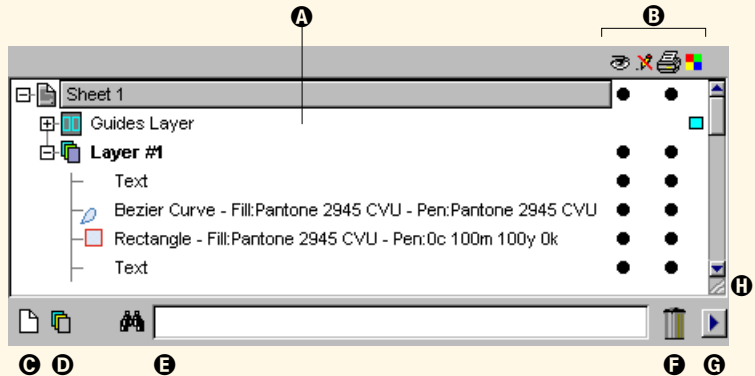 A
B
Sheet 1
Guides Layer
Layer #1
Text
Bezier Curve - Fill:Pantone 2945 CVU - Pen:Pantone 2945 CVU
Rectangle - Fill:Pantone 2945 CVU - Pen:0c 100m 100y 0k
Text
H
C
D
E
F
G